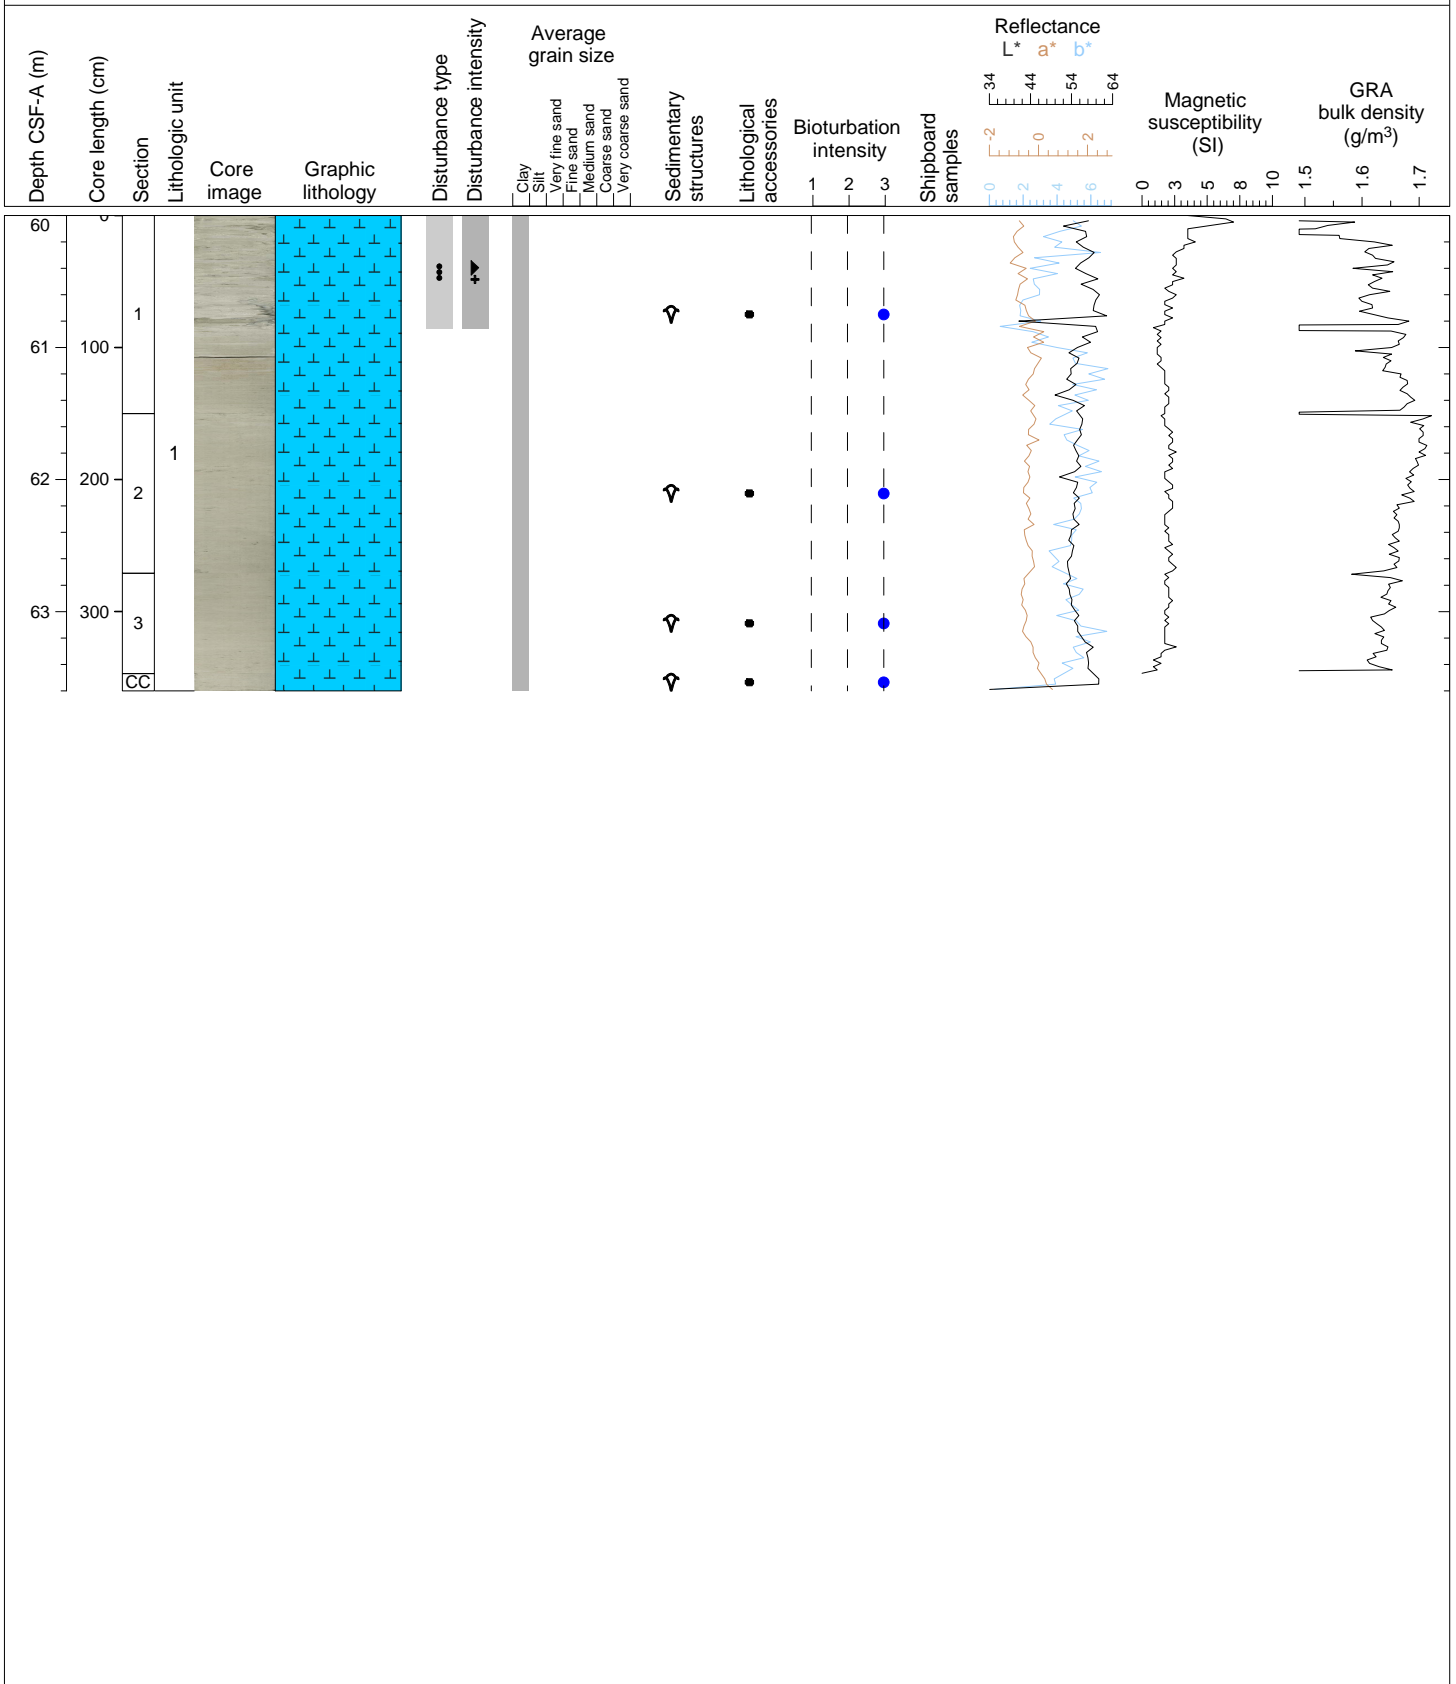 Depth CSF-A (m)
Core length (cm)
Section
Lithologic unit
Core
image
Graphic
lithology
Disturbance type
Disturbance intensity
Average
grain size
Clay
Silt
Very fine sand
Fine sand
Medium sand
Coarse sand
Very coarse sand
Sedimentary
structures
Lithological
accessories
Bioturbation
intensity
1 2 3
Shipboard
samples
Reflectance
L* a* b*
34 44 54 64
-2 0 2
0 2 4 6
Magnetic
susceptibility
(SI)
0 3 5 8 10
GRA
bulk density
(g/m³)
1.5 1.6 1.7
60 0
1
61 100
1
62 200
2
63 300
3
CC